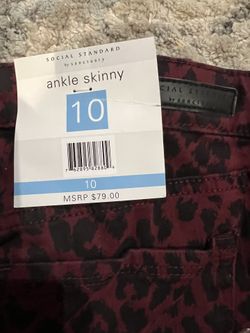 SOCIAL STANDARD
by SANCTUARY
ankle skinny
10
10
MSRP $79.00